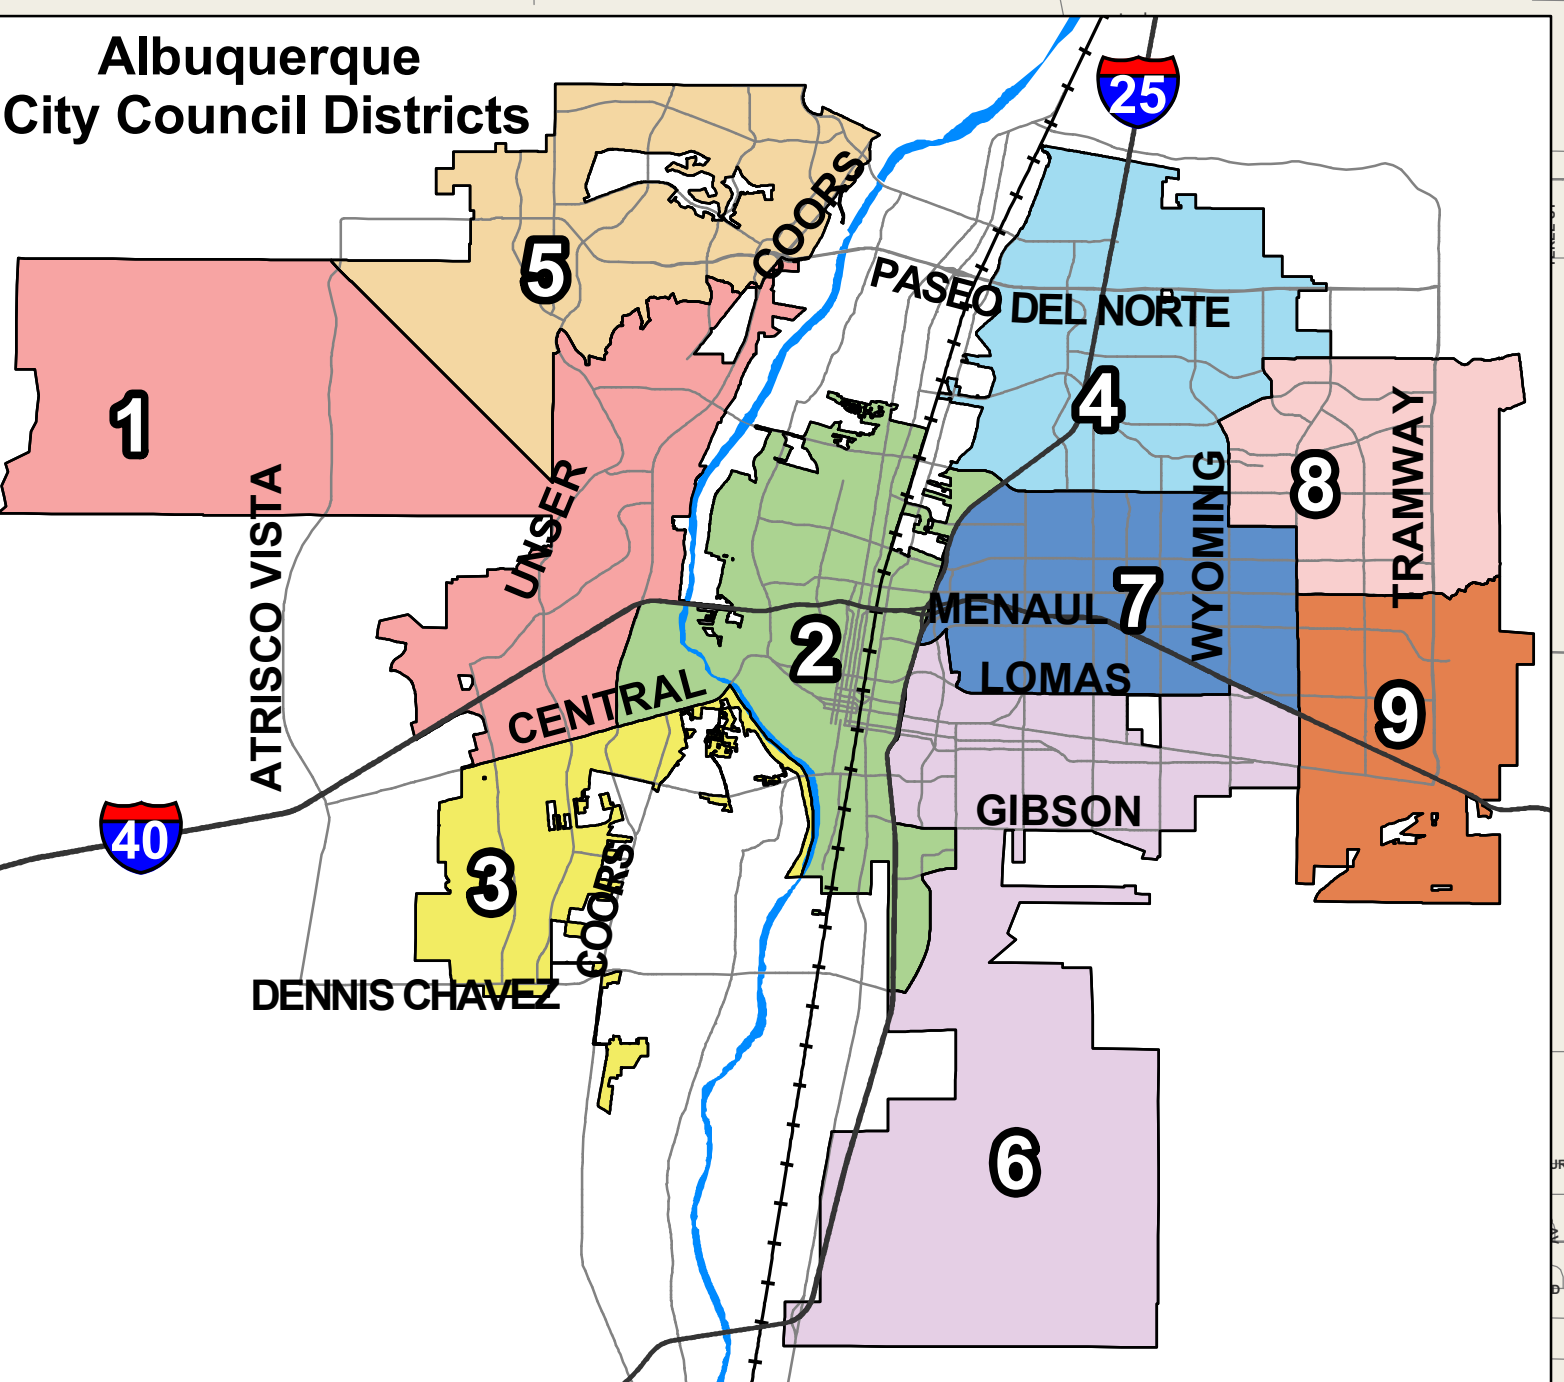 Albuquerque
City Council Districts
25
COORS
5
PASEO DEL NORTE
1
4
8
TRAMWAY
WYOMING
UNSER
ATRISCO VISTA
7
MENAUL
2
LOMAS
CENTRAL
9
GIBSON
40
3
COORS
DENNIS CHAVEZ
6